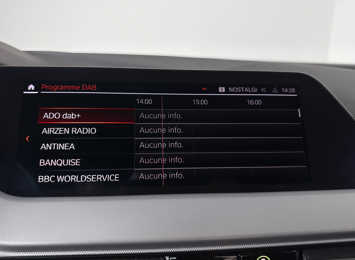 Programme DAB
NOSTALGI 14:28
14:00 15:00 16:00
ADO dab+ Aucune info.
AIRZEN RADIO Aucune info.
ANTINEA Aucune info.
BANQUISE Aucune info.
BBC WORLDSERVICE Aucune info.